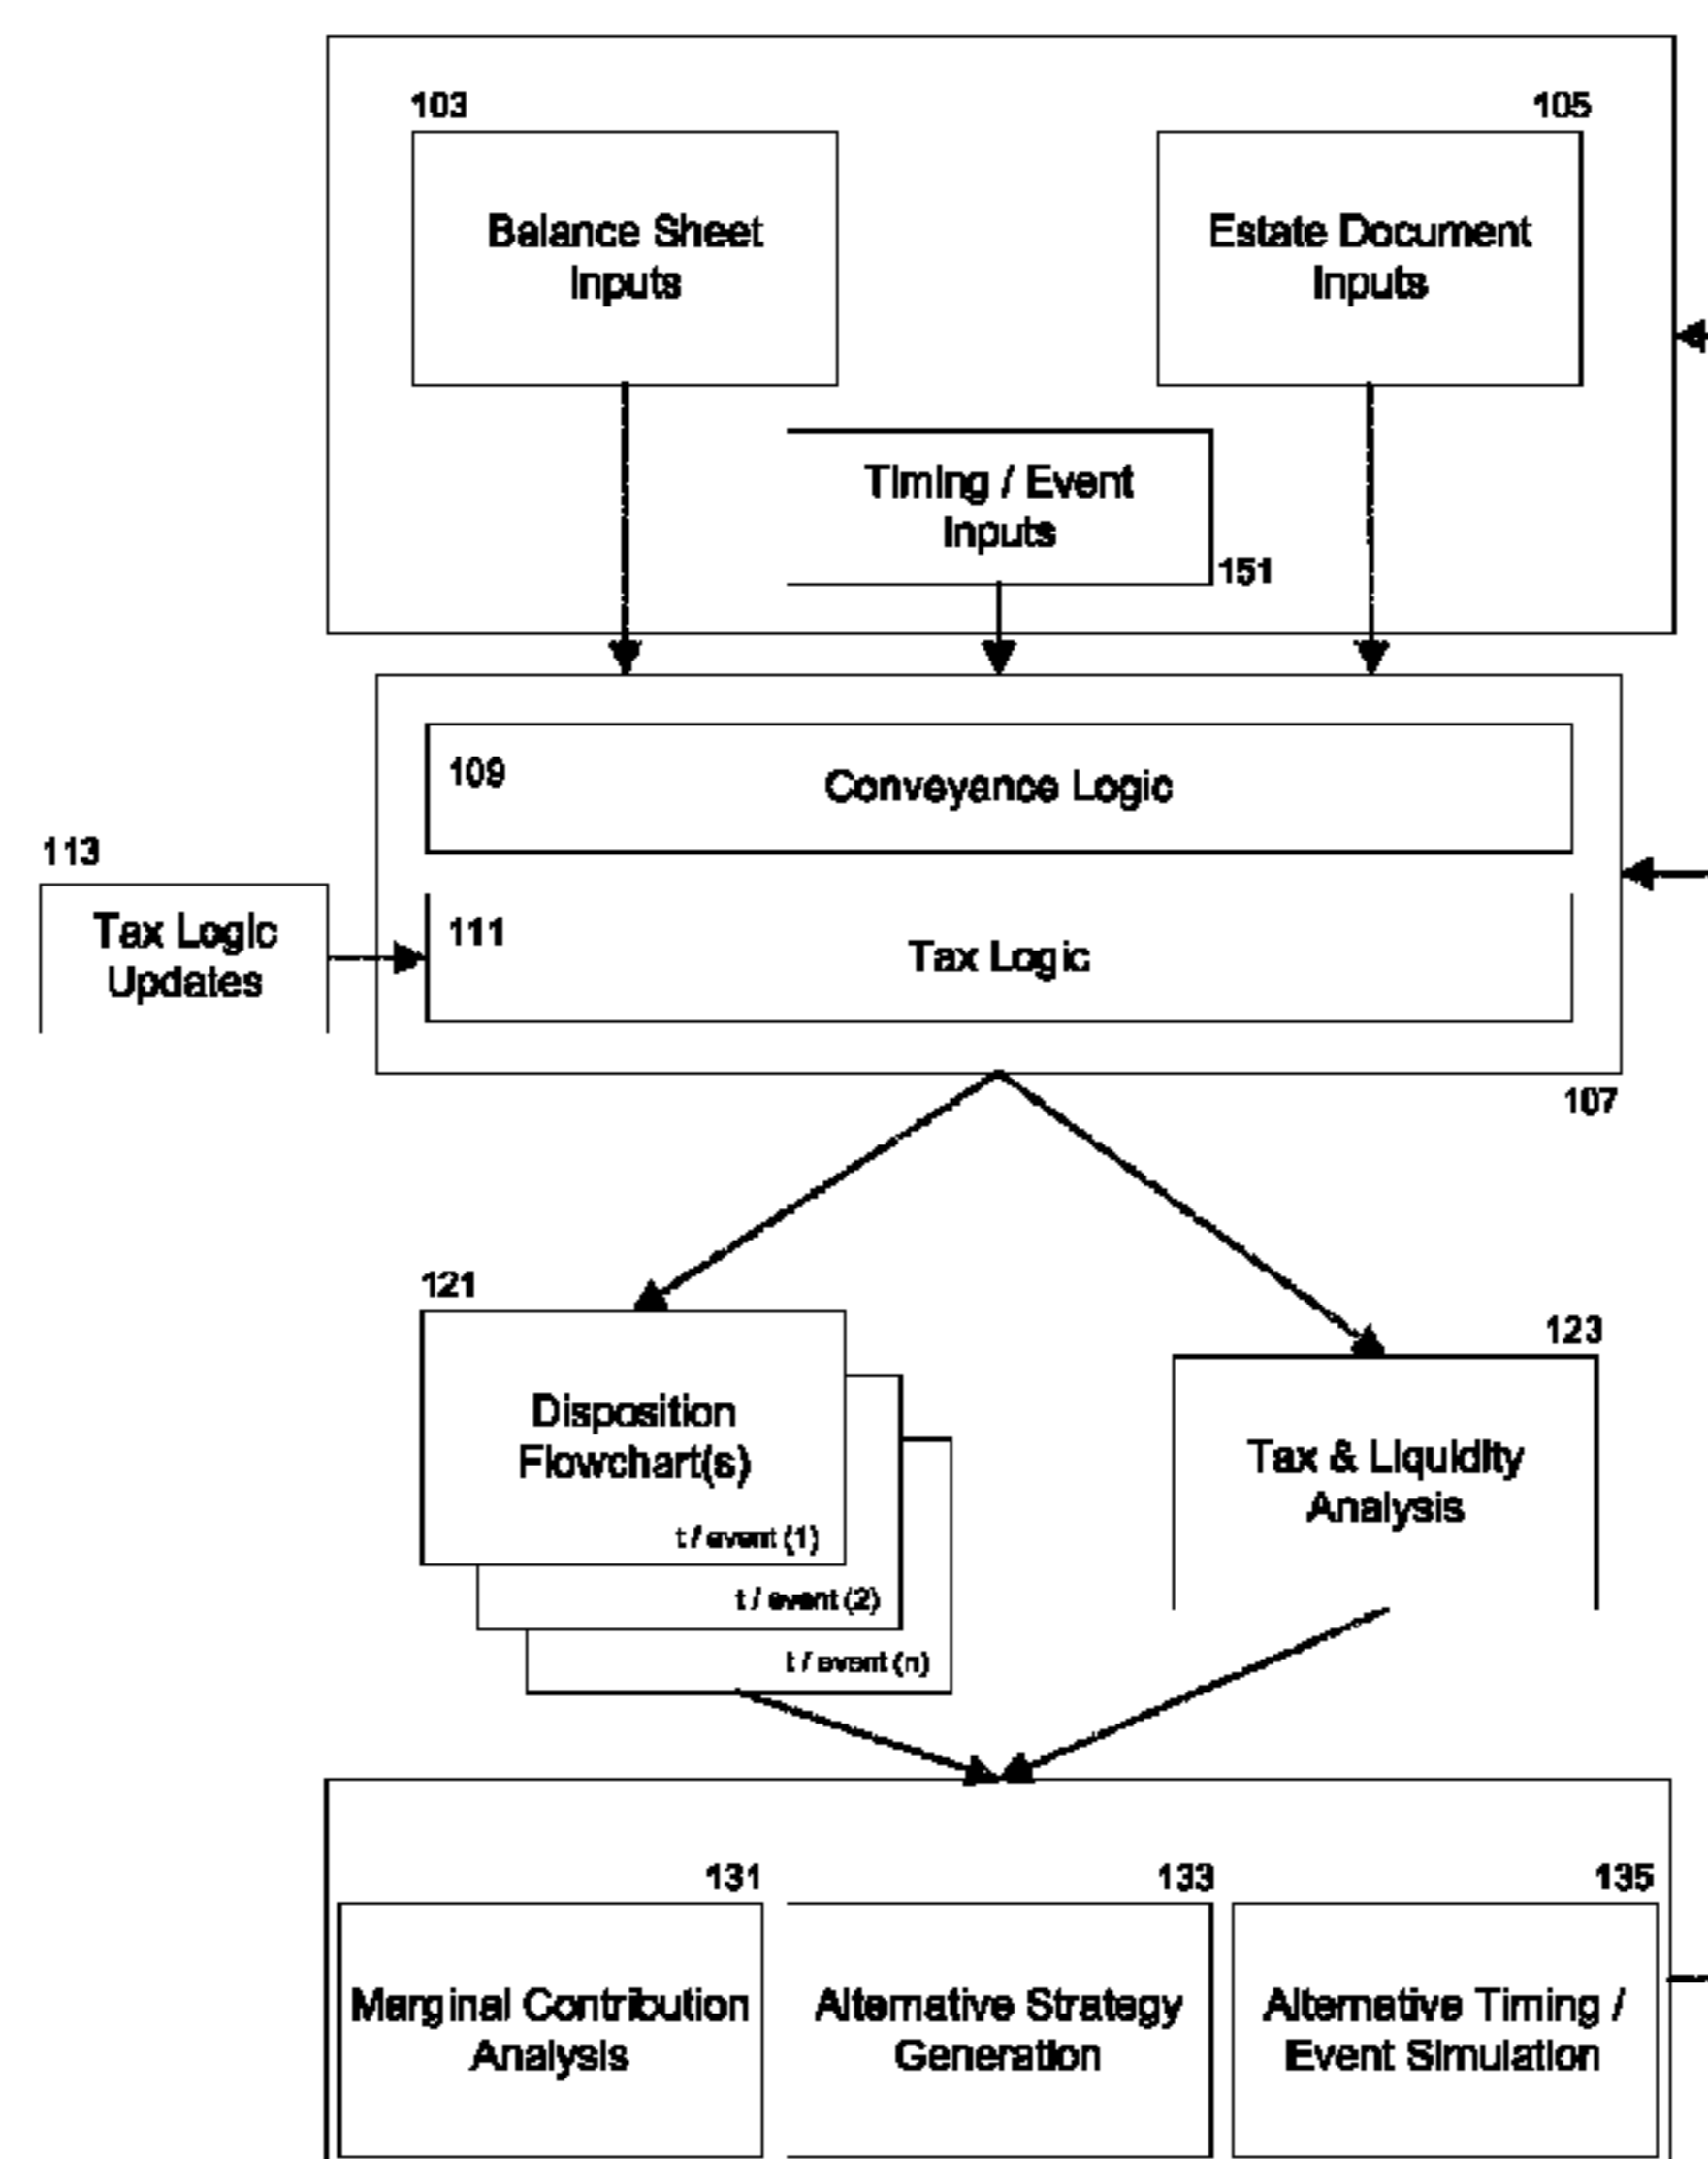 103
105
Balance Sheet
Inputs
Estate Document
Inputs
Timing / Event
Inputs
151
109
Conveyance Logic
113
Tax Logic
Updates
111
Tax Logic
107
121
123
Disposition
Flowchart(s)
Tax & Liquidity
Analysis
t / event (1)
t / event (2)
t / event (n)
131
133
135
Marginal Contribution
Analysis
Alternative Strategy
Generation
Alternative Timing /
Event Simulation